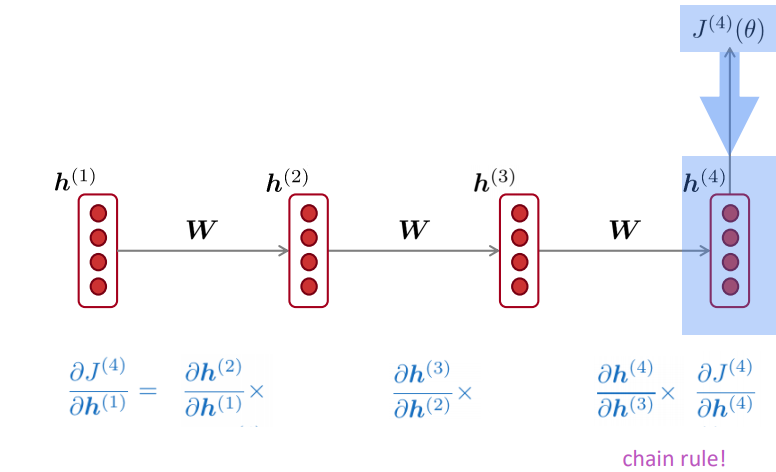 J^{(4)}(θ)
h^{(1)} h^{(2)} h^{(3)} h^{(4)}
W W W
∂J^{(4)}/∂h^{(1)} = ∂h^{(2)}/∂h^{(1)} × ∂h^{(3)}/∂h^{(2)} × ∂h^{(4)}/∂h^{(3)} × ∂J^{(4)}/∂h^{(4)}
chain rule!